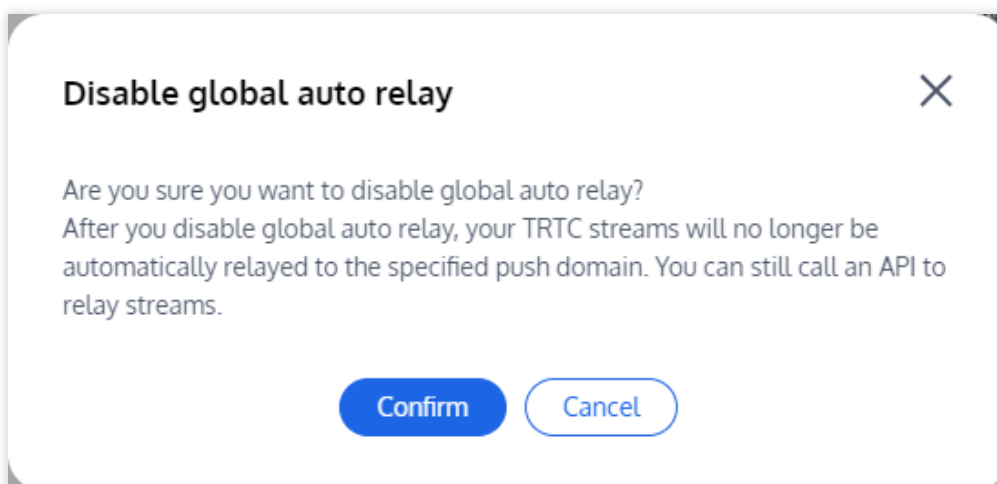 Disable global auto relay
Are you sure you want to disable global auto relay?
After you disable global auto relay, your TRTC streams will no longer be
automatically relayed to the specified push domain. You can still call an API to
relay streams.
Confirm
Cancel